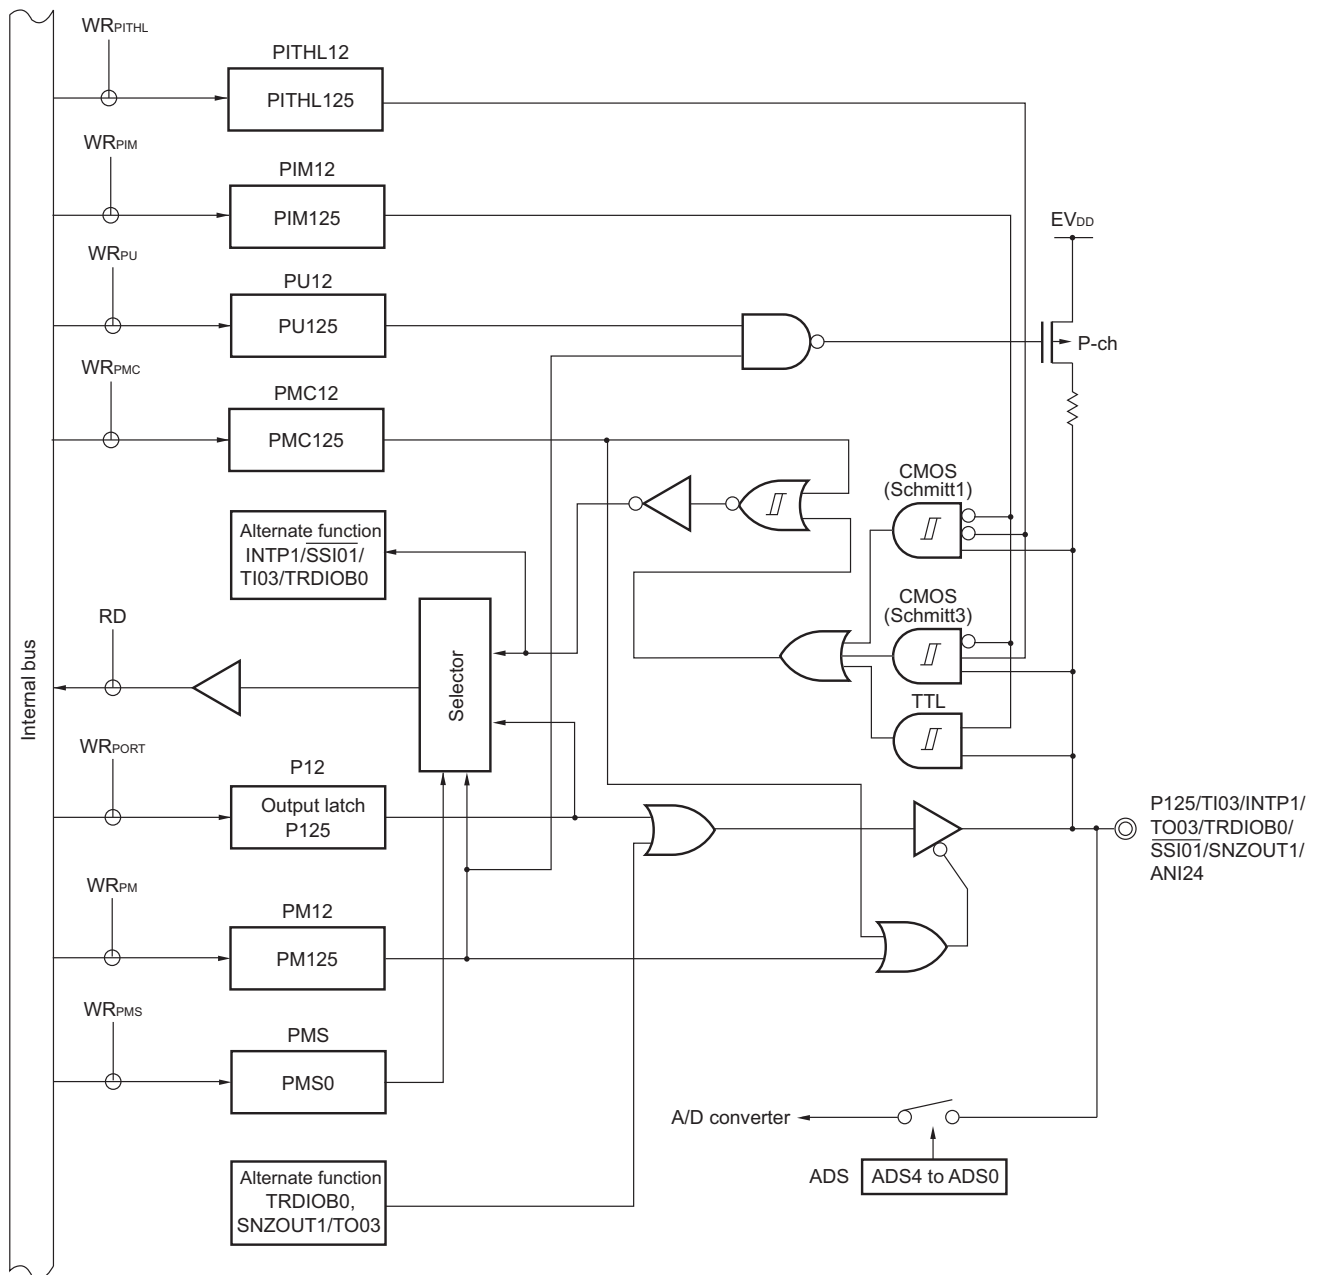 WRPITHL
PITHL12
PITHL125
WRPIM
PIM12
PIM125
EVDD
WRPU
PU12
PU125
P-ch
WRPMC
PMC12
PMC125
CMOS
(Schmitt1)
Alternate function
INTP1/SSI01/
TI03/TRDIOB0
CMOS
(Schmitt3)
RD
Internal bus
Selector
TTL
WRPORT
P12
Output latch
P125
P125/TI03/INTP1/
TO03/TRDIOB0/
SSI01/SNZOUT1/
ANI24
WRPM
PM12
PM125
WRPMS
PMS
PMS0
A/D converter
ADS
ADS4 to ADS0
Alternate function
TRDIOB0,
SNZOUT1/TO03